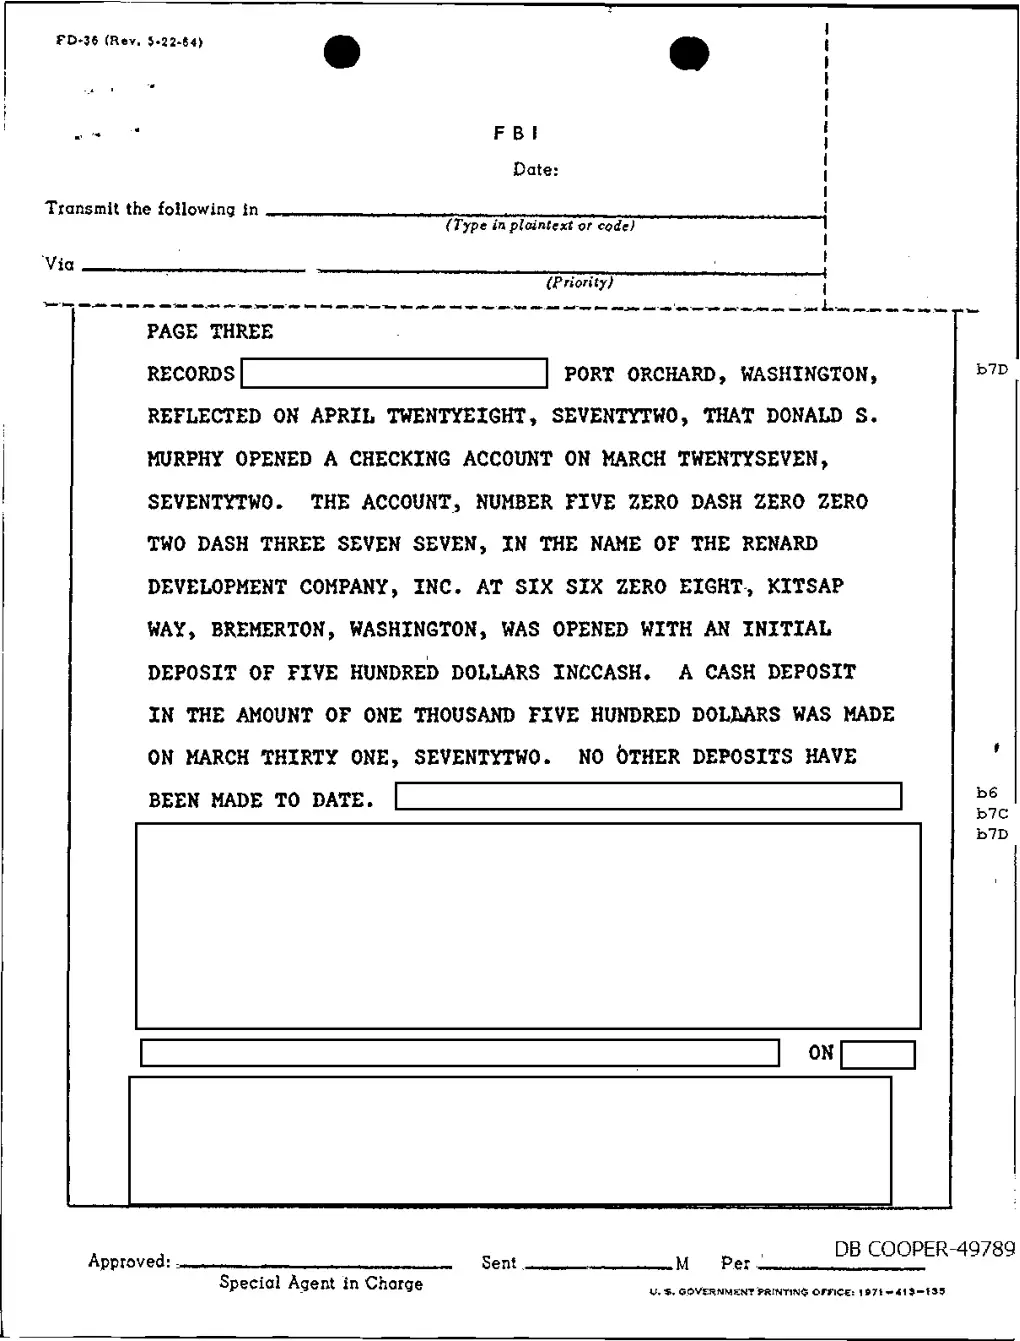 FD-36 (Rev. 5-22-64)
F B I
Date:
Transmit the following in
(Type in plaintext or code)
Via
(Priority)
PAGE THREE
RECORDS PORT ORCHARD, WASHINGTON,
b7D
REFLECTED ON APRIL TWENTYEIGHT, SEVENTYTWO, THAT DONALD S.
MURPHY OPENED A CHECKING ACCOUNT ON MARCH TWENTYSEVEN,
SEVENTYTWO. THE ACCOUNT, NUMBER FIVE ZERO DASH ZERO ZERO
TWO DASH THREE SEVEN SEVEN, IN THE NAME OF THE RENARD
DEVELOPMENT COMPANY, INC. AT SIX SIX ZERO EIGHT, KITSAP
WAY, BREMERTON, WASHINGTON, WAS OPENED WITH AN INITIAL
DEPOSIT OF FIVE HUNDRED DOLLARS INCCASH. A CASH DEPOSIT
IN THE AMOUNT OF ONE THOUSAND FIVE HUNDRED DOLLARS WAS MADE
ON MARCH THIRTY ONE, SEVENTYTWO. NO OTHER DEPOSITS HAVE
BEEN MADE TO DATE.
b6
b7C
b7D
ON
DB COOPER-49789
Approved: Sent M Per
Special Agent in Charge
U. S. GOVERNMENT PRINTING OFFICE: 1971-413-135